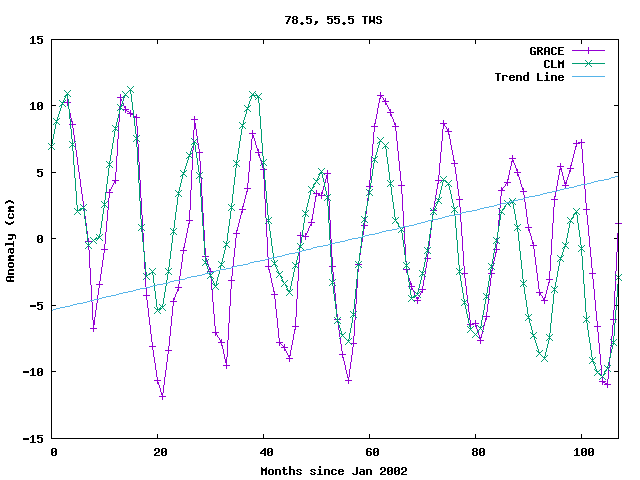 78.5, 55.5 TWS
GRACE
CLM
Trend Line
Anomaly (cm)
15
10
5
0
-5
-10
-15
0 20 40 60 80 100
Months since Jan 2002